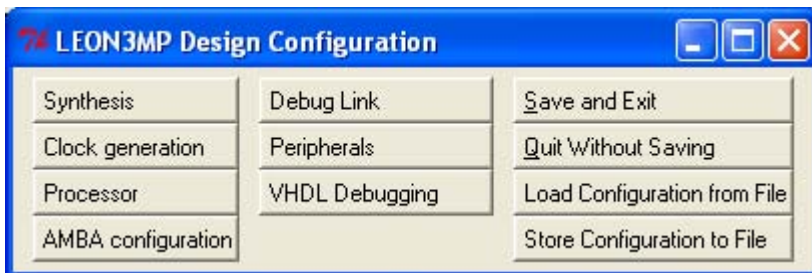 LEON3MP Design Configuration
Synthesis
Debug Link
Save and Exit
Clock generation
Peripherals
Quit Without Saving
Processor
VHDL Debugging
Load Configuration from File
AMBA configuration
Store Configuration to File